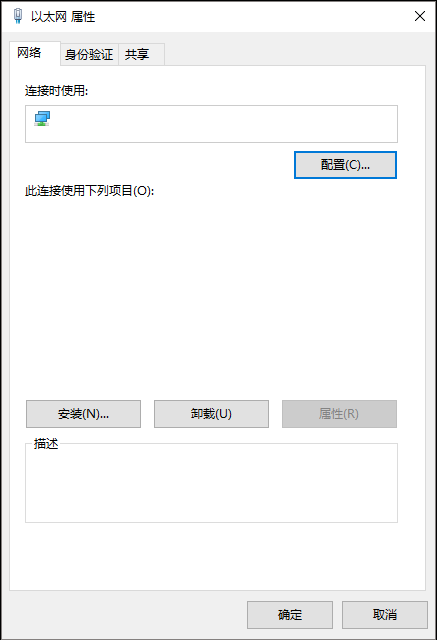 以太网 属性
网络 身份验证 共享
连接时使用:
配置(C)...
此连接使用下列项目(O):
安装(N)... 卸载(U) 属性(R)
描述
确定 取消